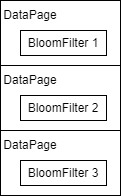 DataPage
BloomFilter 1
DataPage
BloomFilter 2
DataPage
BloomFilter 3